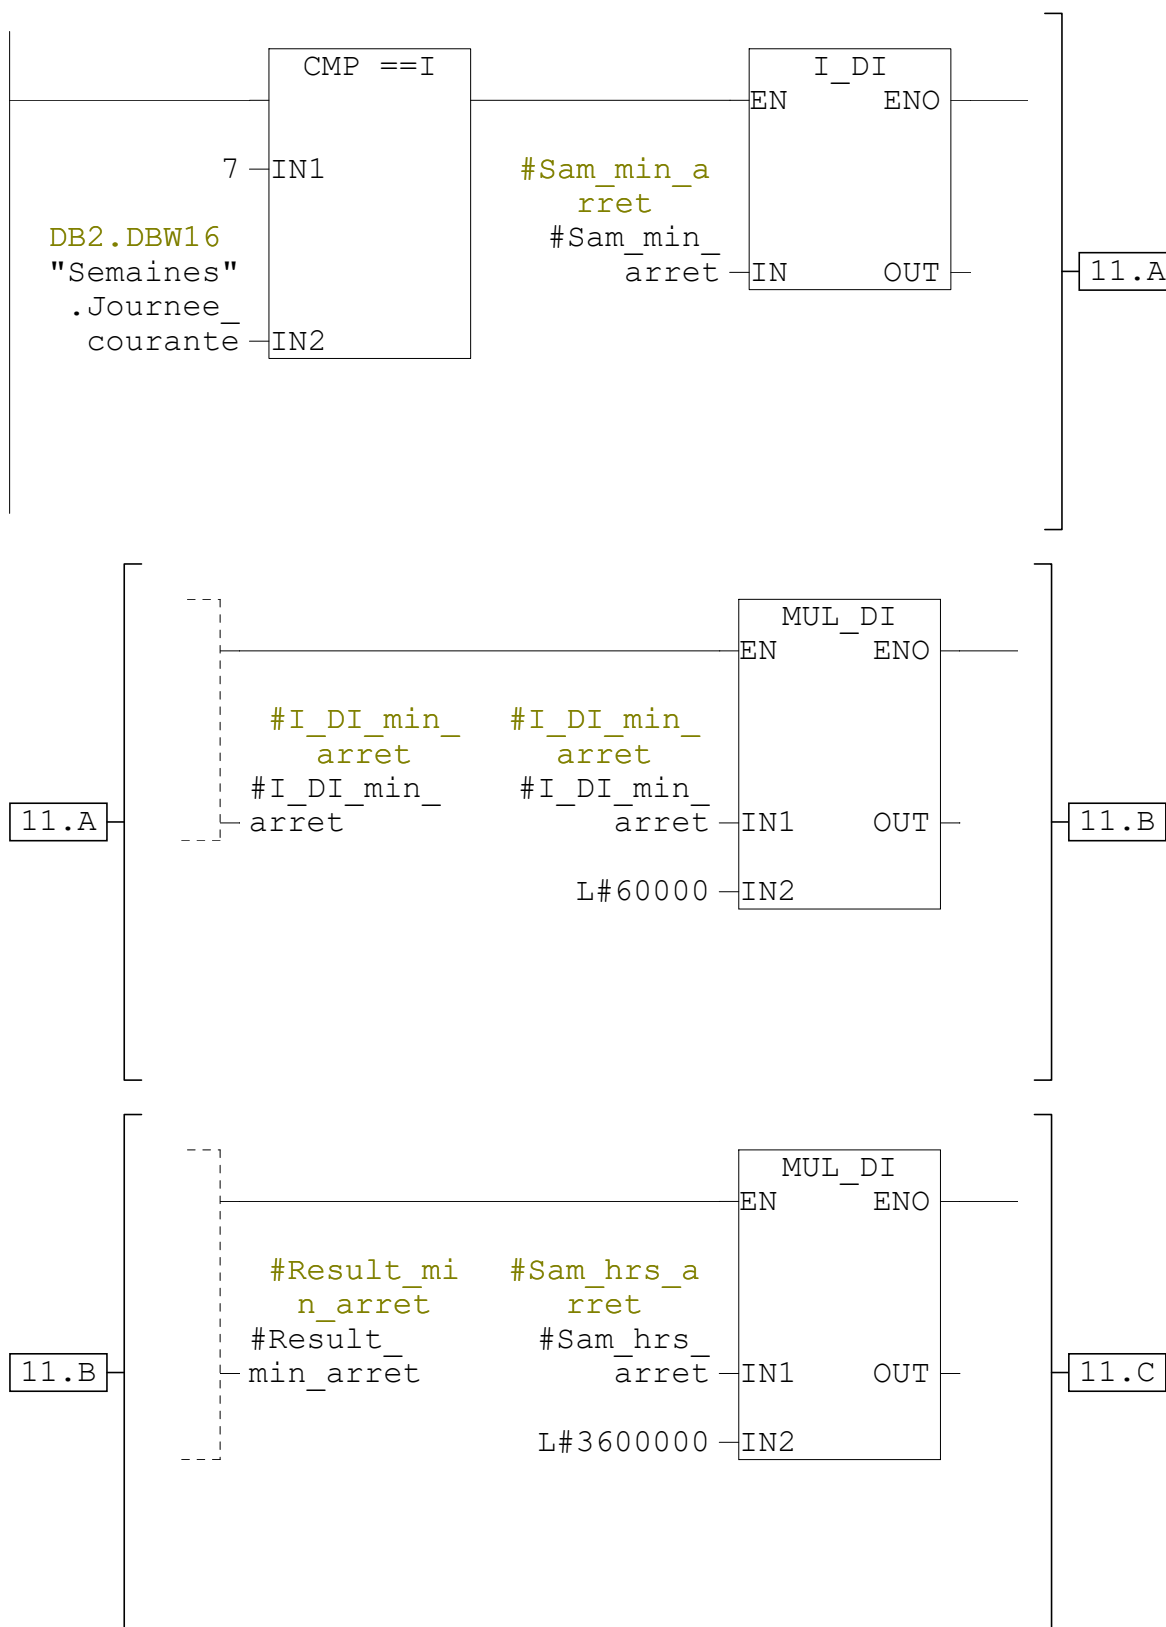 CMP ==I
I_DI
EN
ENO
7
IN1
#Sam_min_a
rret
#Sam_min_
arret
IN
OUT
DB2.DBW16
"Semaines"
.Journee_
courante
IN2
11.A
MUL_DI
EN
ENO
#I_DI_min_
arret
#I_DI_min_
arret
#I_DI_min_
arret
#I_DI_min_
arret
IN1
OUT
11.A
11.B
L#60000
IN2
MUL_DI
EN
ENO
#Result_mi
n_arret
#Result_
min_arret
#Sam_hrs_a
rret
#Sam_hrs_
arret
IN1
OUT
11.B
11.C
L#3600000
IN2